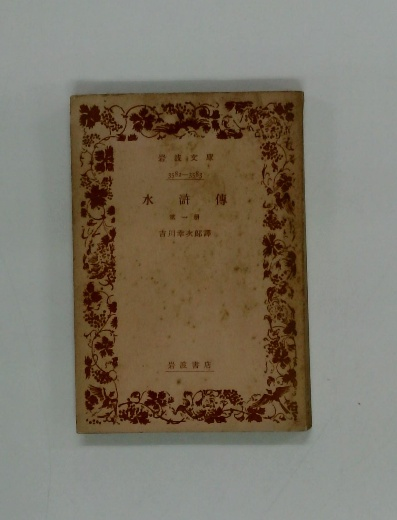 岩波文庫
水滸傳
第一冊
吉川幸次郎譯
岩波書店